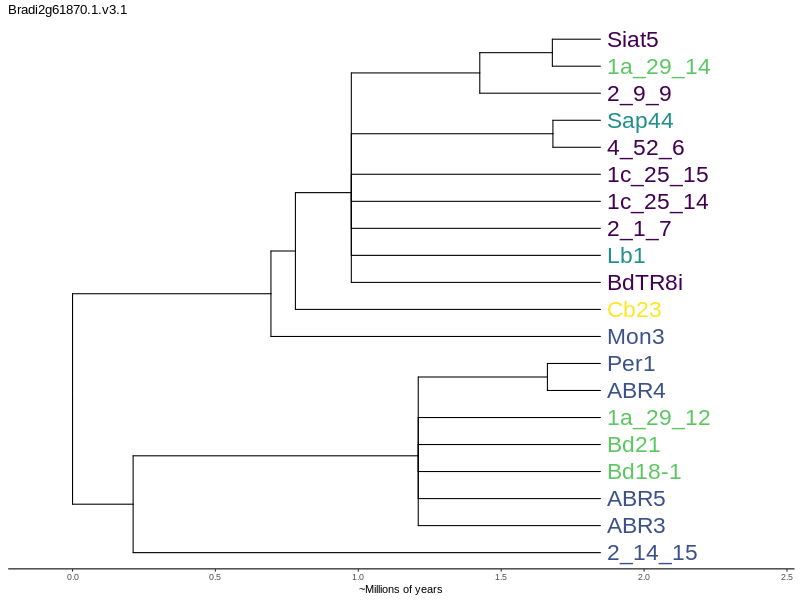 Bradi2g61870.1.v3.1
Siat5
1a_29_14
2_9_9
Sap44
4_52_6
1c_25_15
1c_25_14
2_1_7
Lb1
BdTR8i
Cb23
Mon3
Per1
ABR4
1a_29_12
Bd21
Bd18-1
ABR5
ABR3
2_14_15
0.0 0.5 1.0 1.5 2.0 2.5
~Millions of years